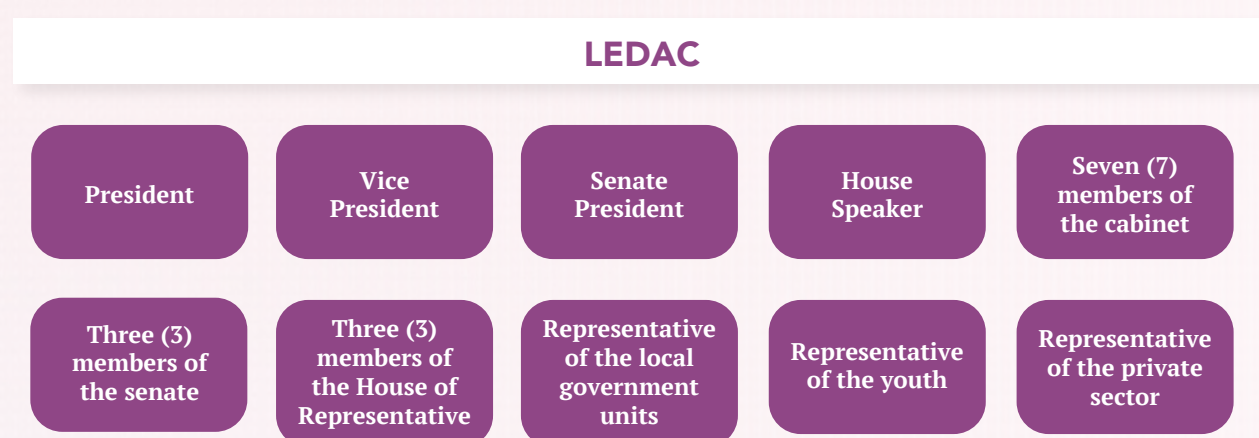 LEDAC
President
Vice
President
Senate
President
House
Speaker
Seven (7)
members of
the cabinet
Three (3)
members of
the senate
Three (3)
members of
the House of
Representative
Representative
of the local
government
units
Representative
of the youth
Representative
of the private
sector